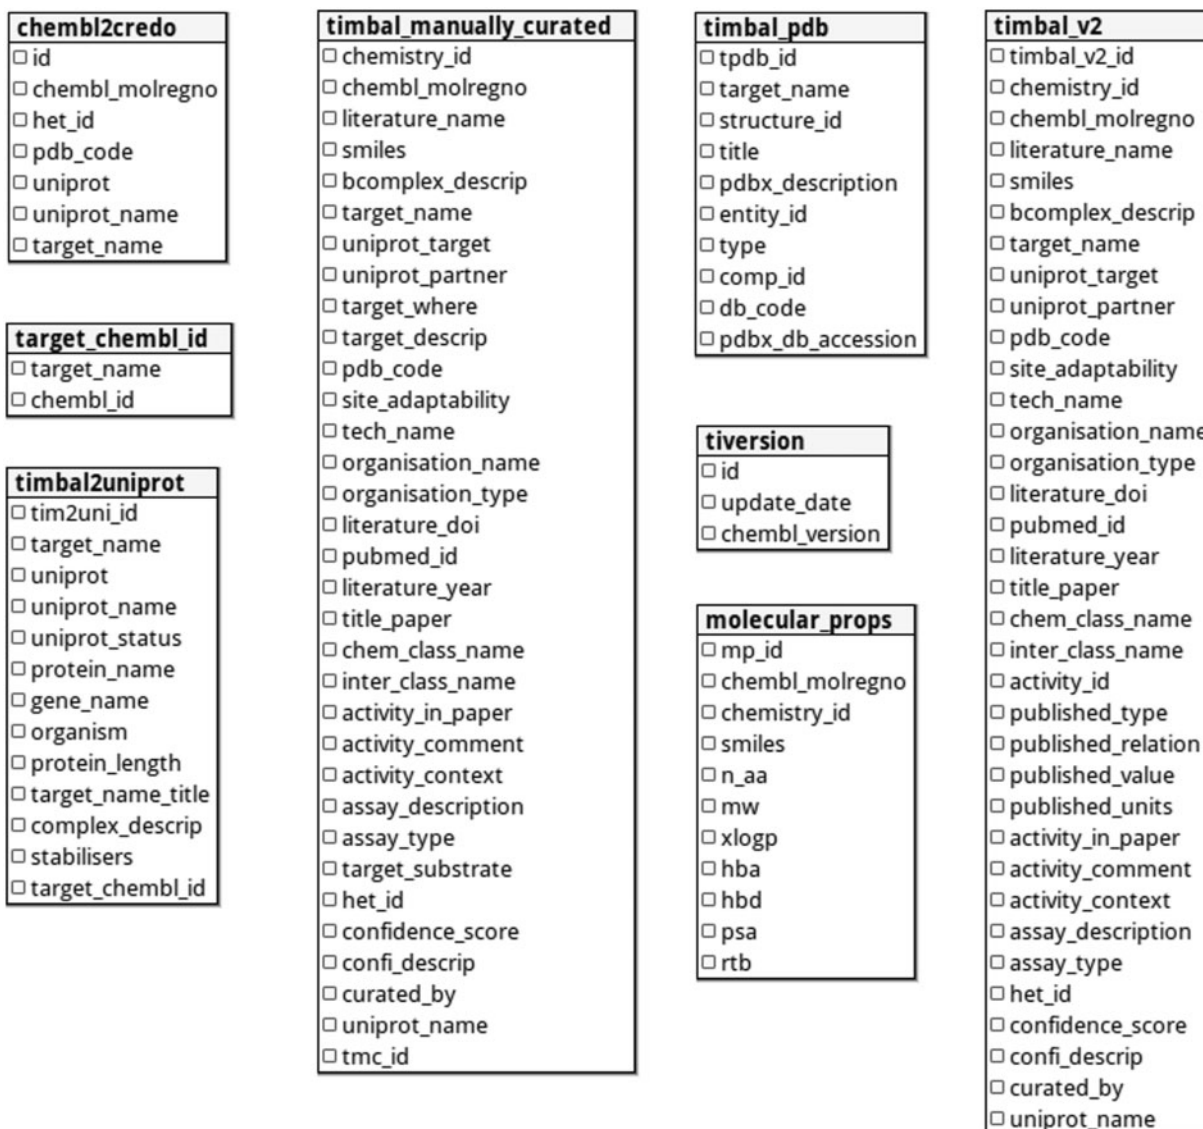 chembl2credo
id
chembl_molregno
het_id
pdb_code
uniprot
uniprot_name
target_name
target_chembl_id
target_name
chembl_id
timbal2uniprot
tim2uni_id
target_name
uniprot
uniprot_name
uniprot_status
protein_name
gene_name
organism
protein_length
target_name_title
complex_descrip
stabilisers
target_chembl_id
timbal_manually_curated
chemistry_id
chembl_molregno
literature_name
smiles
bcomplex_descrip
target_name
uniprot_target
uniprot_partner
target_where
target_descrip
pdb_code
site_adaptability
tech_name
organisation_name
organisation_type
literature_doi
pubmed_id
literature_year
title_paper
chem_class_name
inter_class_name
activity_in_paper
activity_comment
activity_context
assay_description
assay_type
target_substrate
het_id
confidence_score
confi_descrip
curated_by
uniprot_name
tmc_id
timbal_pdb
tpdb_id
target_name
structure_id
title
pdbx_description
entity_id
type
comp_id
db_code
pdbx_db_accession
tiversion
id
update_date
chembl_version
molecular_props
mp_id
chembl_molregno
chemistry_id
smiles
n_aa
mw
xlogp
hba
hbd
psa
rtb
timbal_v2
timbal_v2_id
chemistry_id
chembl_molregno
literature_name
smiles
bcomplex_descrip
target_name
uniprot_target
uniprot_partner
pdb_code
site_adaptability
tech_name
organisation_name
organisation_type
literature_doi
pubmed_id
literature_year
title_paper
chem_class_name
inter_class_name
activity_id
published_type
published_relation
published_value
published_units
activity_in_paper
activity_comment
activity_context
assay_description
assay_type
het_id
confidence_score
confi_descrip
curated_by
uniprot_name